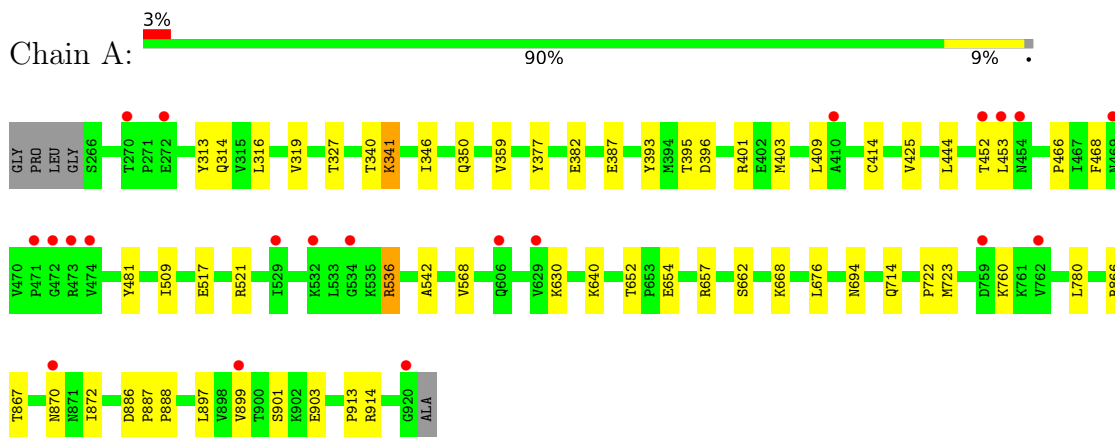 3%
Chain A:
90% 9% •
GLY PRO LEU GLY S266 T270 P271 E272 Y313 Q314 V315 L316 V319 T327 T340 K341 I346 Q350 V359 Y377 E382 E387 Y393 M394 T395 D396 R401 E402 M403 L409 A410 C414 V425 L444 T452 L453 N454 P466 I467 F468 N469
V470 P471 G472 R473 V474 Y481 I509 E517 R521 I529 K532 L533 G534 K535 R536 A542 V568 Q606 V629 K630 K640 T652 P653 E654 R657 S662 K668 L676 N694 Q714 P722 M723 D759 K760 K761 V762 L780
T867 N870 N871 I872 D886 P887 P888 L897 V898 V899 T900 S901 K902 E903 P913 R914 G920 ALA